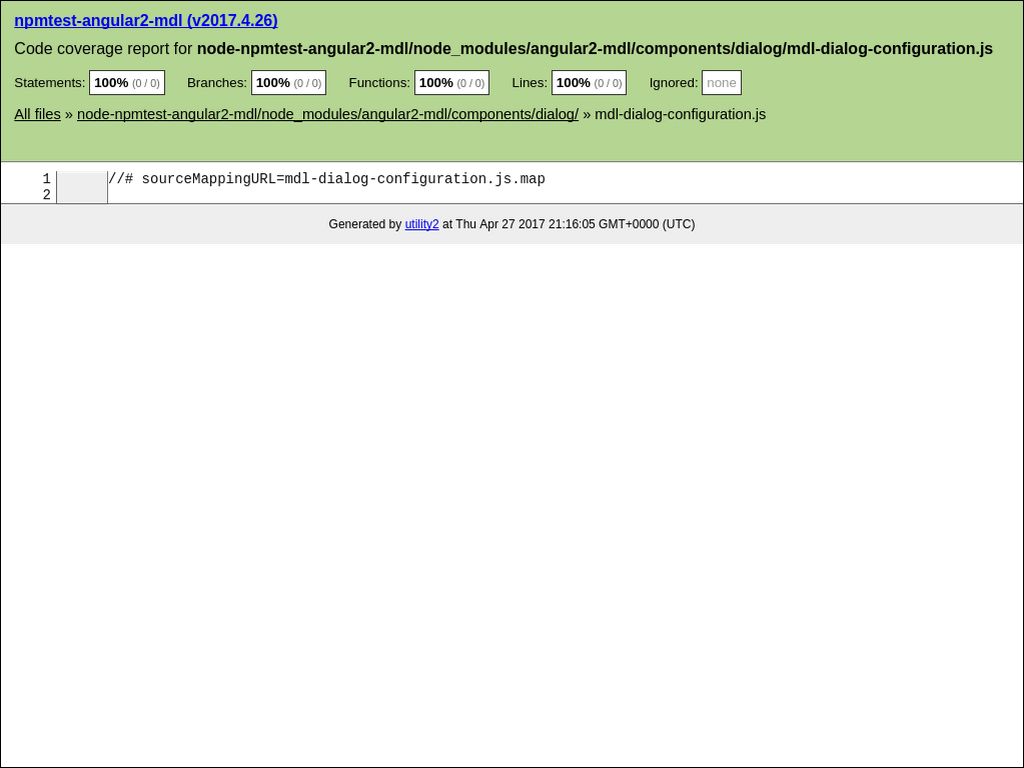 npmtest-angular2-mdl (v2017.4.26)
Code coverage report for node-npmtest-angular2-mdl/node_modules/angular2-mdl/components/dialog/mdl-dialog-configuration.js
Statements: 100% (0 / 0) Branches: 100% (0 / 0) Functions: 100% (0 / 0) Lines: 100% (0 / 0) Ignored: none
All files » node-npmtest-angular2-mdl/node_modules/angular2-mdl/components/dialog/ » mdl-dialog-configuration.js
1 //# sourceMappingURL=mdl-dialog-configuration.js.map
2
Generated by utility2 at Thu Apr 27 2017 21:16:05 GMT+0000 (UTC)